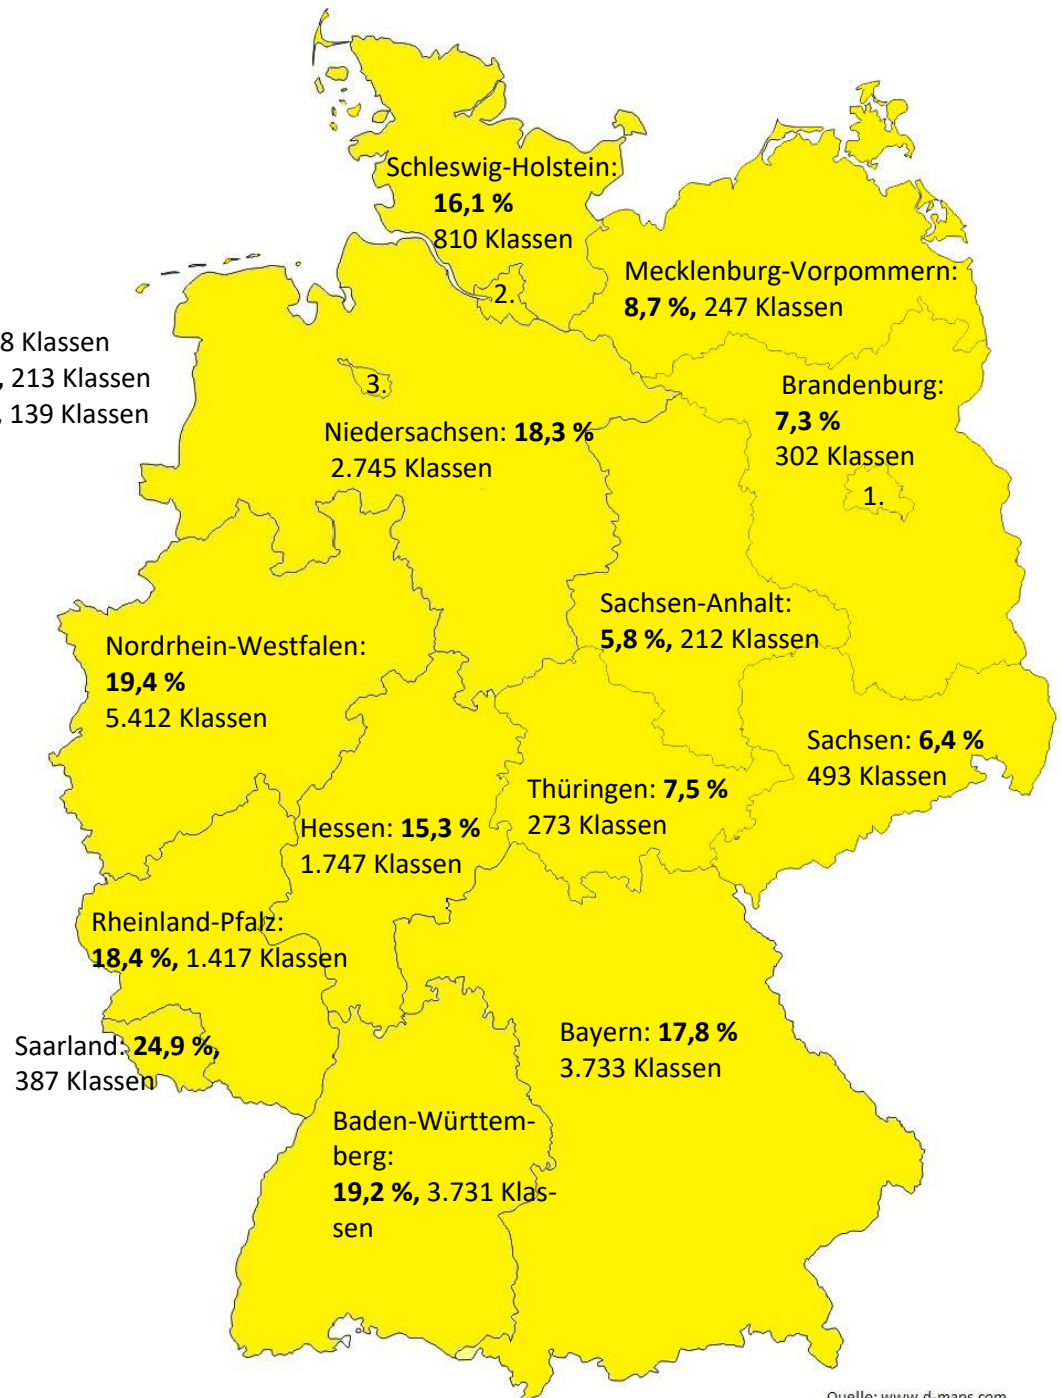 Schleswig-Holstein:
16,1 %
810 Klassen
2.
Mecklenburg-Vorpommern:
8,7 %, 247 Klassen
8 Klassen
, 213 Klassen
, 139 Klassen
3.
Brandenburg:
7,3 %
302 Klassen
1.
Niedersachsen: 18,3 %
2.745 Klassen
Sachsen-Anhalt:
5,8 %, 212 Klassen
Nordrhein-Westfalen:
19,4 %
5.412 Klassen
Sachsen: 6,4 %
493 Klassen
Thüringen: 7,5 %
273 Klassen
Hessen: 15,3 %
1.747 Klassen
Rheinland-Pfalz:
18,4 %, 1.417 Klassen
Saarland: 24,9 %,
387 Klassen
Bayern: 17,8 %
3.733 Klassen
Baden-Württem-
berg:
19,2 %, 3.731 Klas-
sen
Quelle: www.d-maps.com